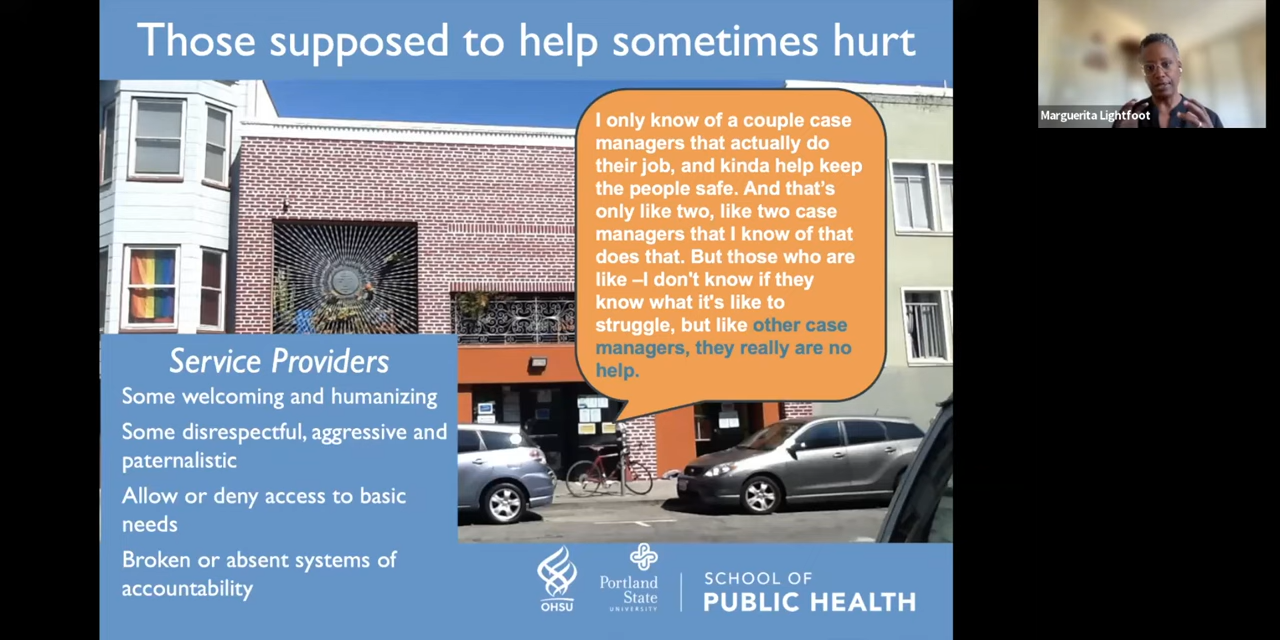 Those supposed to help sometimes hurt
Marguerita Lightfoot
I only know of a couple case
managers that actually do
their job, and kinda help keep
the people safe. And that's
only like two, like two case
managers that I know of that
does that. But those who are
like –I don't know if they
know what it's like to
struggle, but like other case
managers, they really are no
help.
Service Providers
Some welcoming and humanizing
Some disrespectful, aggressive and
paternalistic
Allow or deny access to basic
needs
Broken or absent systems of
accountability
OHSU
Portland
State
UNIVERSITY
SCHOOL OF
PUBLIC HEALTH